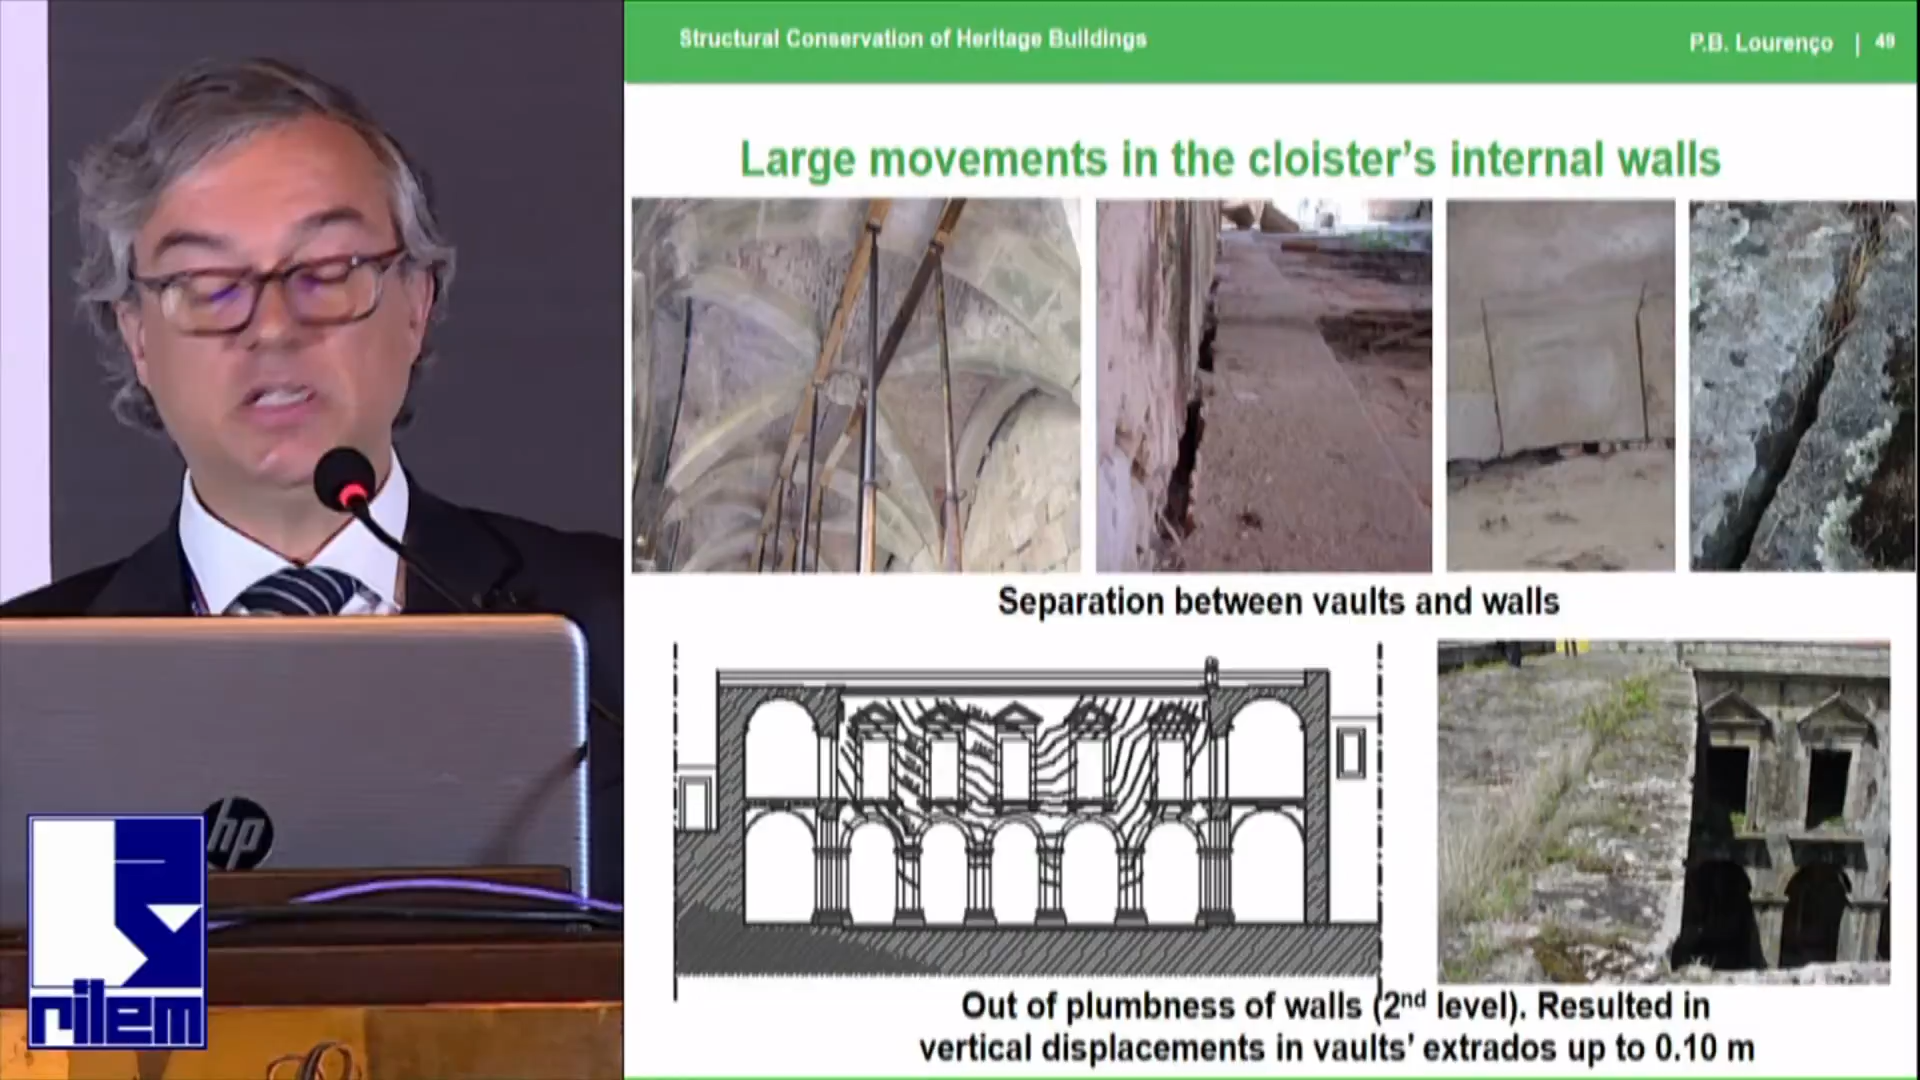 Structural Conservation of Heritage Buildings
P.B. Lourenço | 49
Large movements in the cloister's internal walls
Separation between vaults and walls
Out of plumbness of walls (2nd level). Resulted in
vertical displacements in vaults' extrados up to 0.10 m
hp
rilem